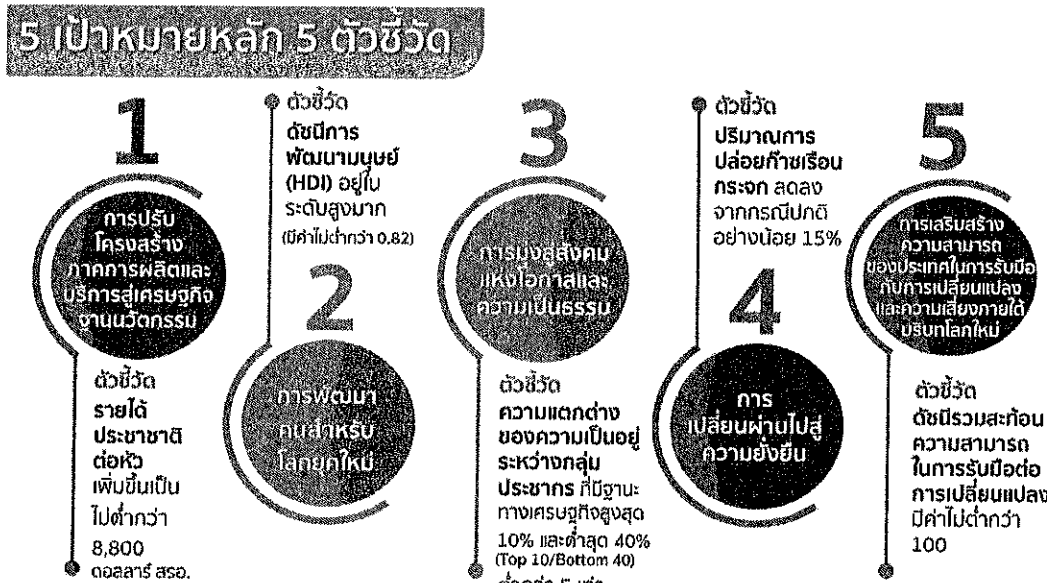 5 เป้าหมายหลัก 5 ตัวชี้วัด
1
การปรับ
โครงสร้าง
ภาคการผลิตและ
บริการสู่เศรษฐกิจ
ฐานนวัตกรรม
ตัวชี้วัด
รายได้
ประชาชาติ
ต่อหัว
เพิ่มขึ้นเป็น
ไม่ต่ำกว่า
8,800
ดอลลาร์ สรอ.
ตัวชี้วัด
ดัชนีการ
พัฒนามนุษย์
(HDI) อยู่ใน
ระดับสูงมาก
(มีค่าไม่ต่ำกว่า 0.82)
2
การพัฒนา
คนสำหรับ
โลกยุคใหม่
3
การมุ่งสู่สังคม
แห่งโอกาสและ
ความเป็นธรรม
ตัวชี้วัด
ความแตกต่าง
ของความเป็นอยู่
ระหว่างกลุ่ม
ประชากร ที่มีฐานะ
ทางเศรษฐกิจสูงสุด
10% และต่ำสุด 40%
(Top 10/Bottom 40)
ตัวชี้วัด
ปริมาณการ
ปล่อยก๊าซเรือน
กระจก ลดลง
จากกรณีปกติ
อย่างน้อย 15%
4
การ
เปลี่ยนผ่านไปสู่
ความยั่งยืน
5
การเสริมสร้าง
ความสามารถ
ของประเทศในการรับมือ
กับการเปลี่ยนแปลง
และความเสี่ยงภายใต้
บริบทโลกใหม่
ตัวชี้วัด
ดัชนีรวมสะท้อน
ความสามารถ
ในการรับมือต่อ
การเปลี่ยนแปลง
มีค่าไม่ต่ำกว่า
100